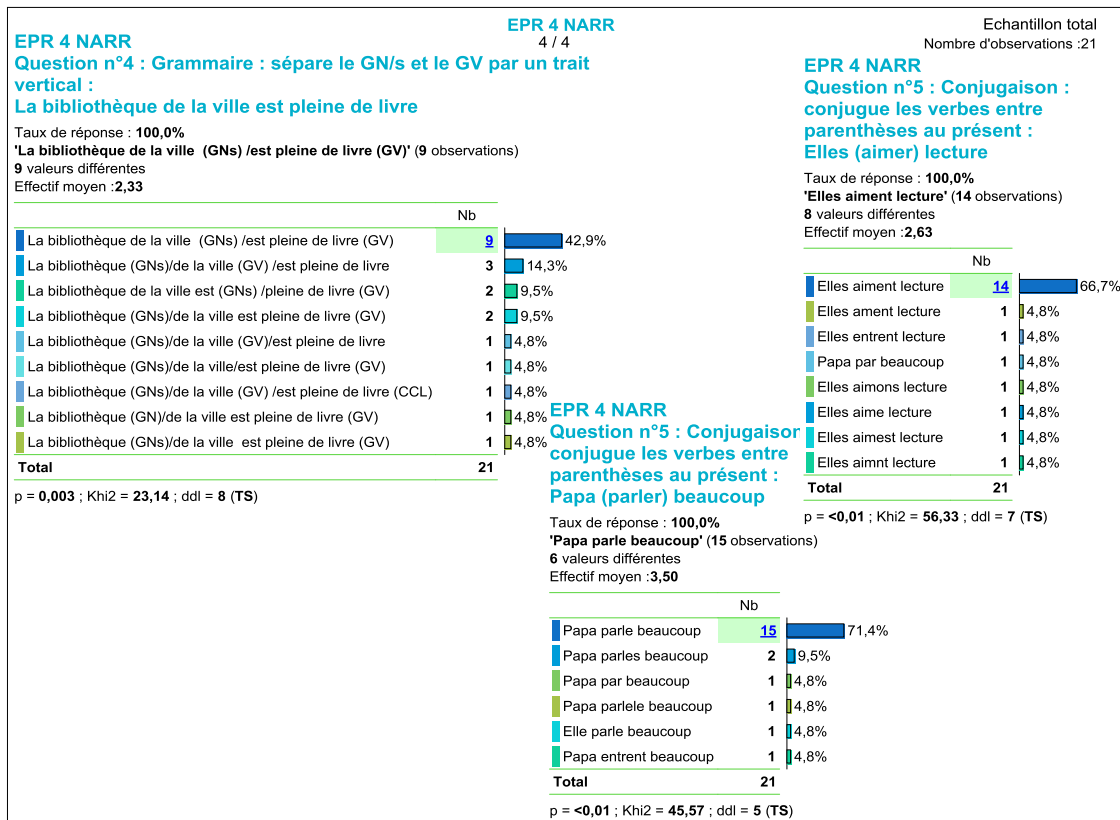 EPR 4 NARR
4 / 4
Echantillon total
Nombre d'observations :21
EPR 4 NARR
Question n°4 : Grammaire : sépare le GN/s et le GV par un trait
vertical :
La bibliothèque de la ville est pleine de livre
Taux de réponse : 100,0%
'La bibliothèque de la ville (GNs) /est pleine de livre (GV)' (9 observations)
9 valeurs différentes
Effectif moyen :2,33
Nb
La bibliothèque de la ville (GNs) /est pleine de livre (GV) 9 42,9%
La bibliothèque (GNs)/de la ville (GV) /est pleine de livre 3 14,3%
La bibliothèque de la ville est (GNs) /pleine de livre (GV) 2 9,5%
La bibliothèque (GNs)/de la ville est pleine de livre (GV) 2 9,5%
La bibliothèque (GNs)/de la ville (GV)/est pleine de livre 1 4,8%
La bibliothèque (GNs)/de la ville/est pleine de livre (GV) 1 4,8%
La bibliothèque (GNs)/de la ville (GV) /est pleine de livre (CCL) 1 4,8%
La bibliothèque (GN)/de la ville est pleine de livre (GV) 1 4,8%
La bibliothèque (GNs)/de la ville est pleine de livre (GV) 1 4,8%
Total 21
p = 0,003 ; Khi2 = 23,14 ; ddl = 8 (TS)
EPR 4 NARR
Question n°5 : Conjugaison :
conjugue les verbes entre
parenthèses au présent :
Elles (aimer) lecture
Taux de réponse : 100,0%
'Elles aiment lecture' (14 observations)
8 valeurs différentes
Effectif moyen :2,63
Nb
Elles aiment lecture 14 66,7%
Elles ament lecture 1 4,8%
Elles entrent lecture 1 4,8%
Papa par beaucoup 1 4,8%
Elles aimons lecture 1 4,8%
Elles aime lecture 1 4,8%
Elles aimest lecture 1 4,8%
Elles aimnt lecture 1 4,8%
Total 21
p = <0,01 ; Khi2 = 56,33 ; ddl = 7 (TS)
EPR 4 NARR
Question n°5 : Conjugaison
conjugue les verbes entre
parenthèses au présent :
Papa (parler) beaucoup
Taux de réponse : 100,0%
'Papa parle beaucoup' (15 observations)
6 valeurs différentes
Effectif moyen :3,50
Nb
Papa parle beaucoup 15 71,4%
Papa parles beaucoup 2 9,5%
Papa par beaucoup 1 4,8%
Papa parlele beaucoup 1 4,8%
Elle parle beaucoup 1 4,8%
Papa entrent beaucoup 1 4,8%
Total 21
p = <0,01 ; Khi2 = 45,57 ; ddl = 5 (TS)